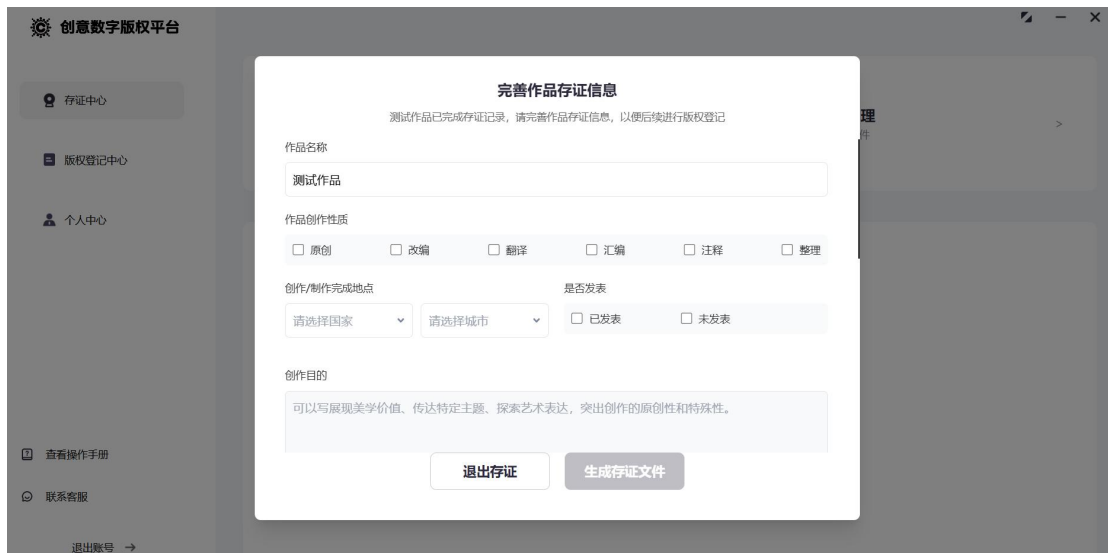 创意数字版权平台
存证中心
版权登记中心
个人中心
查看操作手册
联系客服
退出账号 →
理
件
>
完善作品存证信息
测试作品已完成存证记录，请完善作品存证信息，以便后续进行版权登记
作品名称
测试作品
作品创作性质
原创 改编 翻译 汇编 注释 整理
创作/制作完成地点 是否发表
请选择国家 请选择城市 已发表 未发表
创作目的
可以写展现美学价值、传达特定主题、探索艺术表达，突出创作的原创性和特殊性。
退出存证 生成存证文件